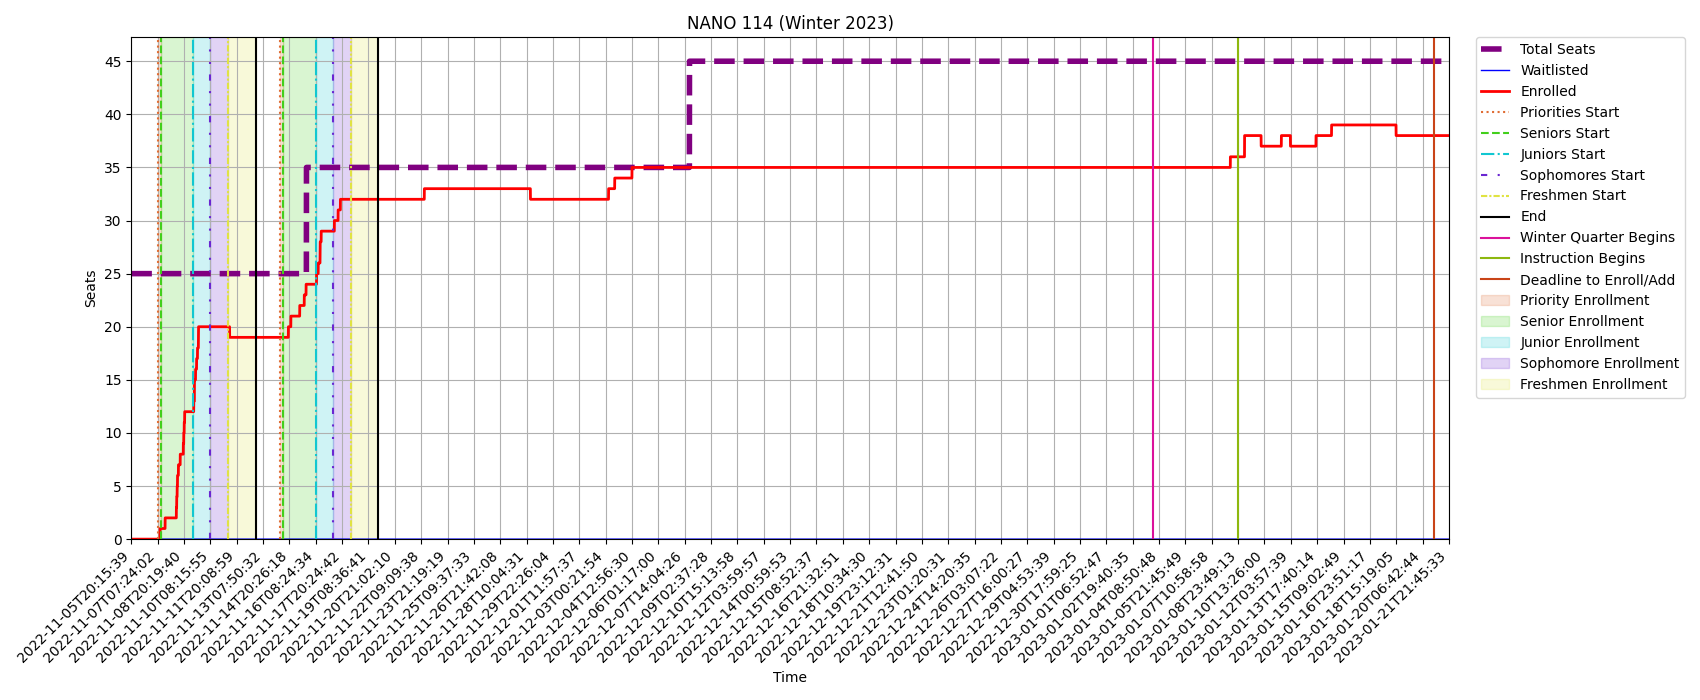 NANO 114 (Winter 2023)
Seats
45
40
35
30
25
20
15
10
5
0
2022-11-05T20:15:39
2022-11-07T07:24:02
2022-11-08T20:19:40
2022-11-10T08:15:55
2022-11-11T20:08:59
2022-11-13T07:50:32
2022-11-14T20:26:18
2022-11-16T08:24:34
2022-11-17T20:24:42
2022-11-19T08:36:41
2022-11-20T21:02:10
2022-11-22T09:09:38
2022-11-23T21:19:19
2022-11-25T09:37:33
2022-11-26T21:42:08
2022-11-28T10:04:31
2022-11-29T22:26:04
2022-12-01T11:57:37
2022-12-03T00:21:54
2022-12-04T12:56:30
2022-12-06T01:17:00
2022-12-07T14:04:26
2022-12-09T02:37:28
2022-12-10T15:13:58
2022-12-12T03:59:57
2022-12-14T00:59:53
2022-12-15T08:52:37
2022-12-16T21:32:51
2022-12-18T10:34:30
2022-12-19T23:12:31
2022-12-21T12:41:50
2022-12-23T01:20:31
2022-12-24T14:20:35
2022-12-26T03:07:22
2022-12-27T16:00:27
2022-12-29T04:53:39
2022-12-30T17:59:25
2023-01-01T06:52:47
2023-01-02T19:40:35
2023-01-04T08:50:48
2023-01-05T21:45:49
2023-01-07T10:58:58
2023-01-08T23:49:13
2023-01-10T13:26:00
2023-01-12T03:57:39
2023-01-13T17:40:14
2023-01-15T09:02:49
2023-01-16T23:51:17
2023-01-18T15:19:05
2023-01-20T06:42:44
2023-01-21T21:45:33
Time
Total Seats
Waitlisted
Enrolled
Priorities Start
Seniors Start
Juniors Start
Sophomores Start
Freshmen Start
End
Winter Quarter Begins
Instruction Begins
Deadline to Enroll/Add
Priority Enrollment
Senior Enrollment
Junior Enrollment
Sophomore Enrollment
Freshmen Enrollment